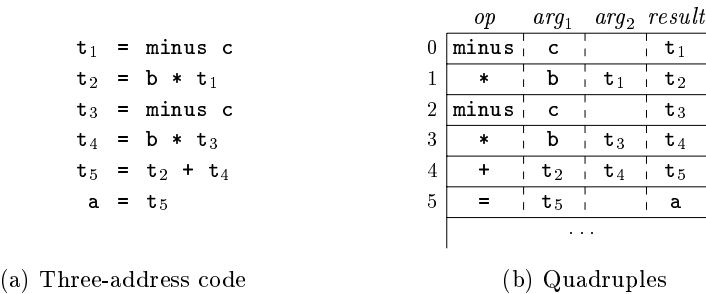 op arg₁ arg₂ result
t₁ = minus c
t₂ = b * t₁
t₃ = minus c
t₄ = b * t₃
t₅ = t₂ + t₄
a = t₅
0 minus c t₁
1 * b t₁ t₂
2 minus c t₃
3 * b t₃ t₄
4 + t₂ t₄ t₅
5 = t₅ a
...
(a) Three-address code
(b) Quadruples